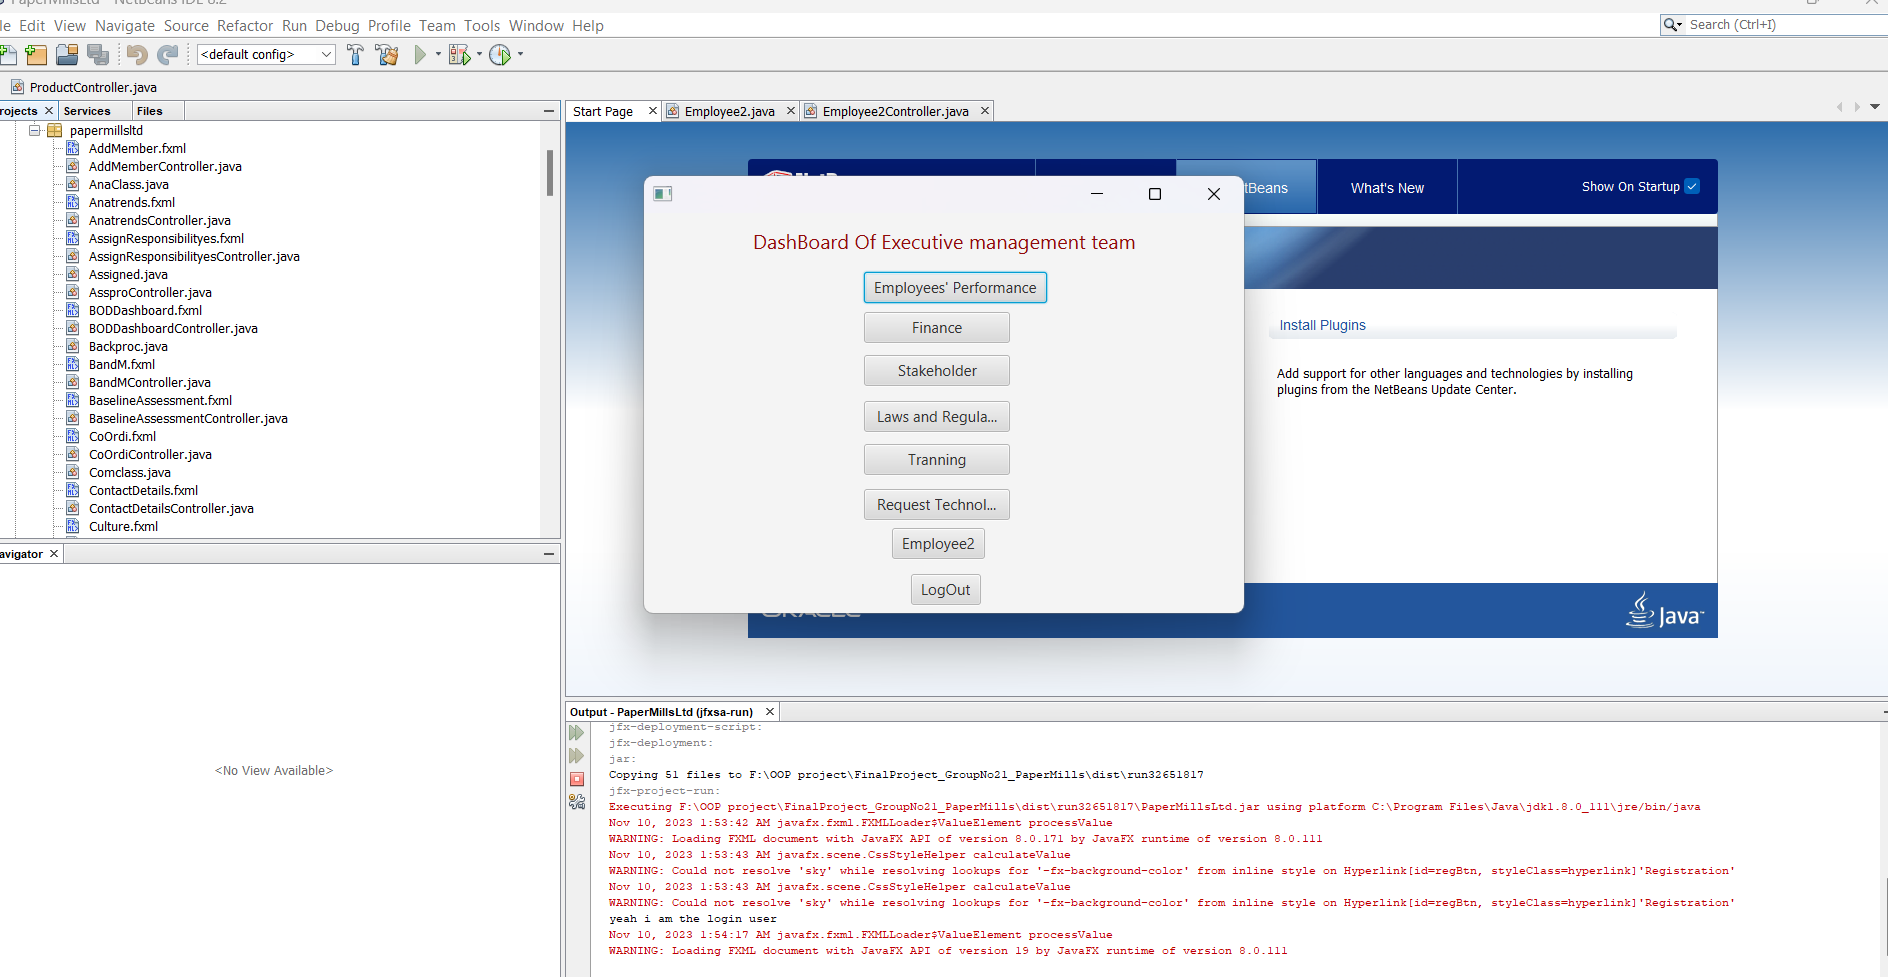 PaperMillsLtd - NetBeans IDE 8.2
le Edit View Navigate Source Refactor Run Debug Profile Team Tools Window Help
Search (Ctrl+I)
<default config>
ProductController.java
rojects Services Files
Start Page Employee2.java Employee2Controller.java
papermillsltd
AddMember.fxml
AddMemberController.java
AnaClass.java
Anatrends.fxml
AnatrendsController.java
AssignResponsibilityes.fxml
AssignResponsibilityesController.java
Assigned.java
AssproController.java
BODDashboard.fxml
BODDashboardController.java
Backproc.java
BandM.fxml
BandMController.java
BaselineAssessment.fxml
BaselineAssessmentController.java
CoOrdi.fxml
CoOrdiController.java
Comclass.java
ContactDetails.fxml
ContactDetailsController.java
Culture.fxml
avigator
<No View Available>
tBeans
What's New
Show On Startup
DashBoard Of Executive management team
Employees' Performance
Finance
Stakeholder
Laws and Regula...
Tranning
Request Technol...
Employee2
LogOut
Install Plugins
Add support for other languages and technologies by installing
plugins from the NetBeans Update Center.
ORACLE
Java™
Output - PaperMillsLtd (jfxsa-run)
jfx-deployment-script:
jfx-deployment:
jar:
Copying 51 files to F:\OOP project\FinalProject_GroupNo21_PaperMills\dist\run32651817
jfx-project-run:
Executing F:\OOP project\FinalProject_GroupNo21_PaperMills\dist\run32651817\PaperMillsLtd.jar using platform C:\Program Files\Java\jdk1.8.0_111\jre/bin/java
Nov 10, 2023 1:53:42 AM javafx.fxml.FXMLLoader$ValueElement processValue
WARNING: Loading FXML document with JavaFX API of version 8.0.171 by JavaFX runtime of version 8.0.111
Nov 10, 2023 1:53:43 AM javafx.scene.CssStyleHelper calculateValue
WARNING: Could not resolve 'sky' while resolving lookups for '-fx-background-color' from inline style on Hyperlink[id=regBtn, styleClass=hyperlink]'Registration'
Nov 10, 2023 1:53:43 AM javafx.scene.CssStyleHelper calculateValue
WARNING: Could not resolve 'sky' while resolving lookups for '-fx-background-color' from inline style on Hyperlink[id=regBtn, styleClass=hyperlink]'Registration'
yeah i am the login user
Nov 10, 2023 1:54:17 AM javafx.fxml.FXMLLoader$ValueElement processValue
WARNING: Loading FXML document with JavaFX API of version 19 by JavaFX runtime of version 8.0.111